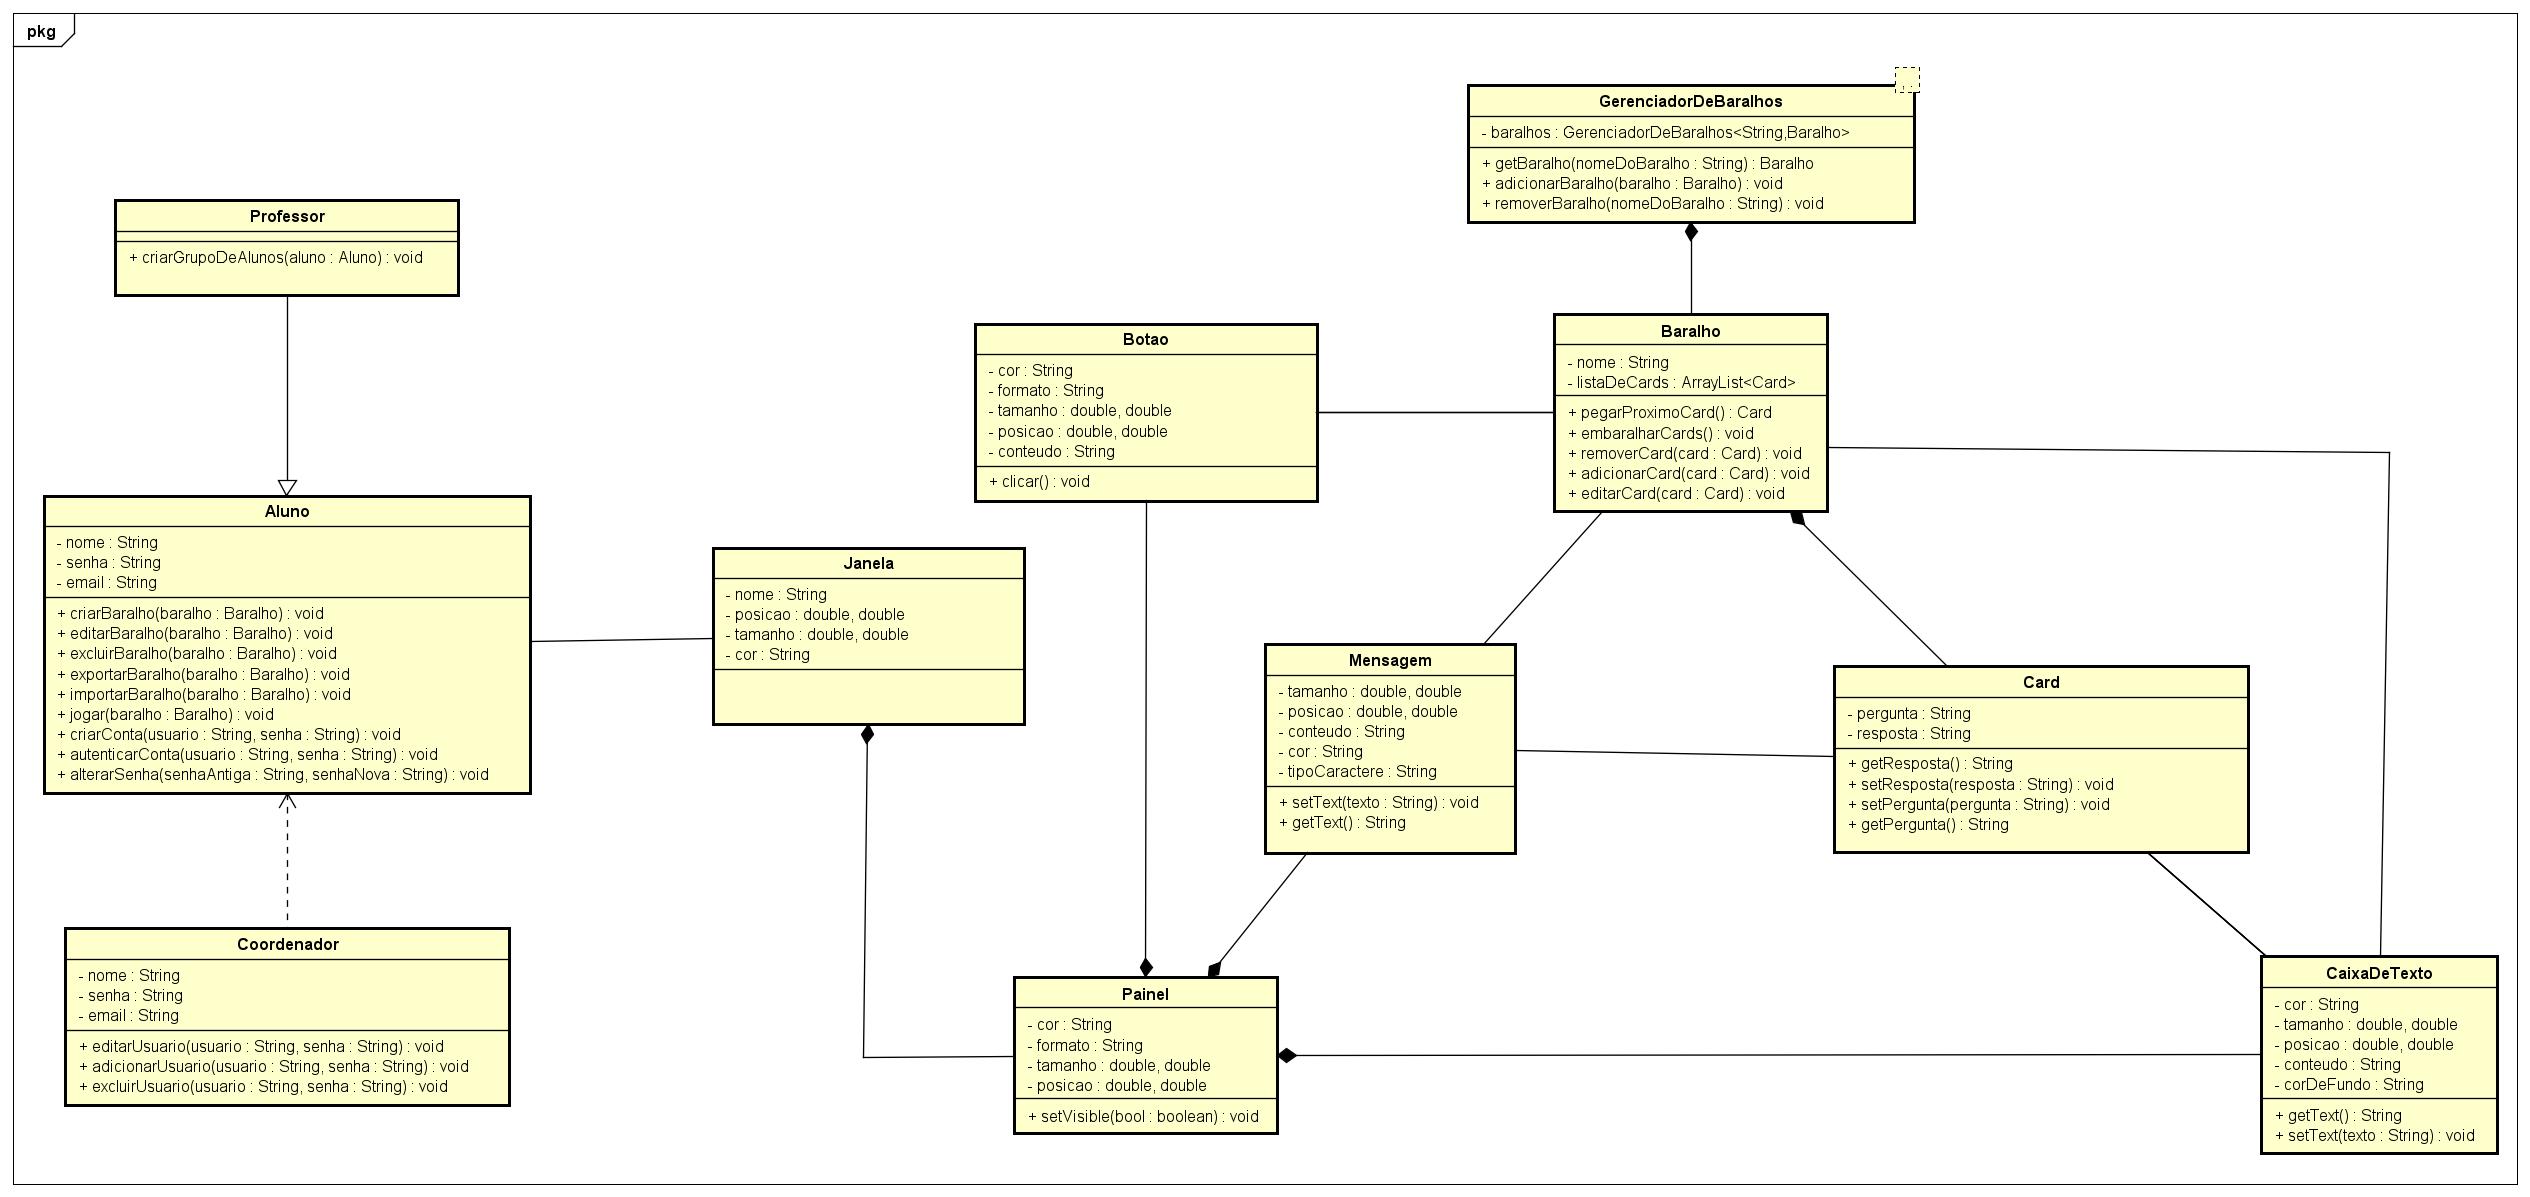 pkg
GerenciadorDeBaralhos
- baralhos : GerenciadorDeBaralhos<String,Baralho>
+ getBaralho(nomeDoBaralho : String) : Baralho
+ adicionarBaralho(baralho : Baralho) : void
+ removerBaralho(nomeDoBaralho : String) : void
Professor
+ criarGrupoDeAlunos(aluno : Aluno) : void
Botao
- cor : String
- formato : String
- tamanho : double, double
- posicao : double, double
- conteudo : String
+ clicar() : void
Baralho
- nome : String
- listaDeCards : ArrayList<Card>
+ pegarProximoCard() : Card
+ embaralharCards() : void
+ removerCard(card : Card) : void
+ adicionarCard(card : Card) : void
+ editarCard(card : Card) : void
Aluno
- nome : String
- senha : String
- email : String
+ criarBaralho(baralho : Baralho) : void
+ editarBaralho(baralho : Baralho) : void
+ excluirBaralho(baralho : Baralho) : void
+ exportarBaralho(baralho : Baralho) : void
+ importarBaralho(baralho : Baralho) : void
+ jogar(baralho : Baralho) : void
+ criarConta(usuario : String, senha : String) : void
+ autenticarConta(usuario : String, senha : String) : void
+ alterarSenha(senhaAntiga : String, senhaNova : String) : void
Janela
- nome : String
- posicao : double, double
- tamanho : double, double
- cor : String
Mensagem
- tamanho : double, double
- posicao : double, double
- conteudo : String
- cor : String
- tipoCaractere : String
+ setText(texto : String) : void
+ getText() : String
Card
- pergunta : String
- resposta : String
+ getResposta() : String
+ setResposta(resposta : String) : void
+ setPergunta(pergunta : String) : void
+ getPergunta() : String
Coordenador
- nome : String
- senha : String
- email : String
+ editarUsuario(usuario : String, senha : String) : void
+ adicionarUsuario(usuario : String, senha : String) : void
+ excluirUsuario(usuario : String, senha : String) : void
Painel
- cor : String
- formato : String
- tamanho : double, double
- posicao : double, double
+ setVisible(bool : boolean) : void
CaixaDeTexto
- cor : String
- tamanho : double, double
- posicao : double, double
- conteudo : String
- corDeFundo : String
+ getText() : String
+ setText(texto : String) : void